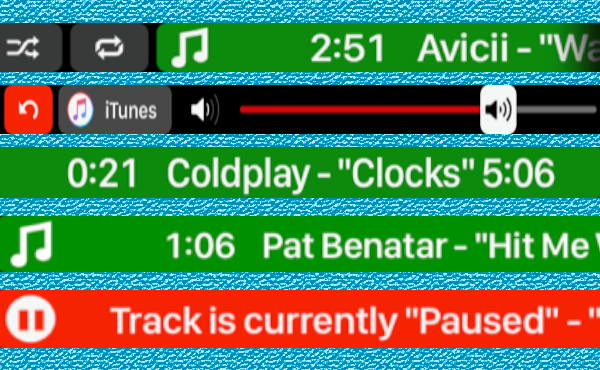 2:51 Avicii - "Wa
iTunes
0:21 Coldplay - "Clocks" 5:06
1:06 Pat Benatar - "Hit Me
Track is currently "Paused" - "